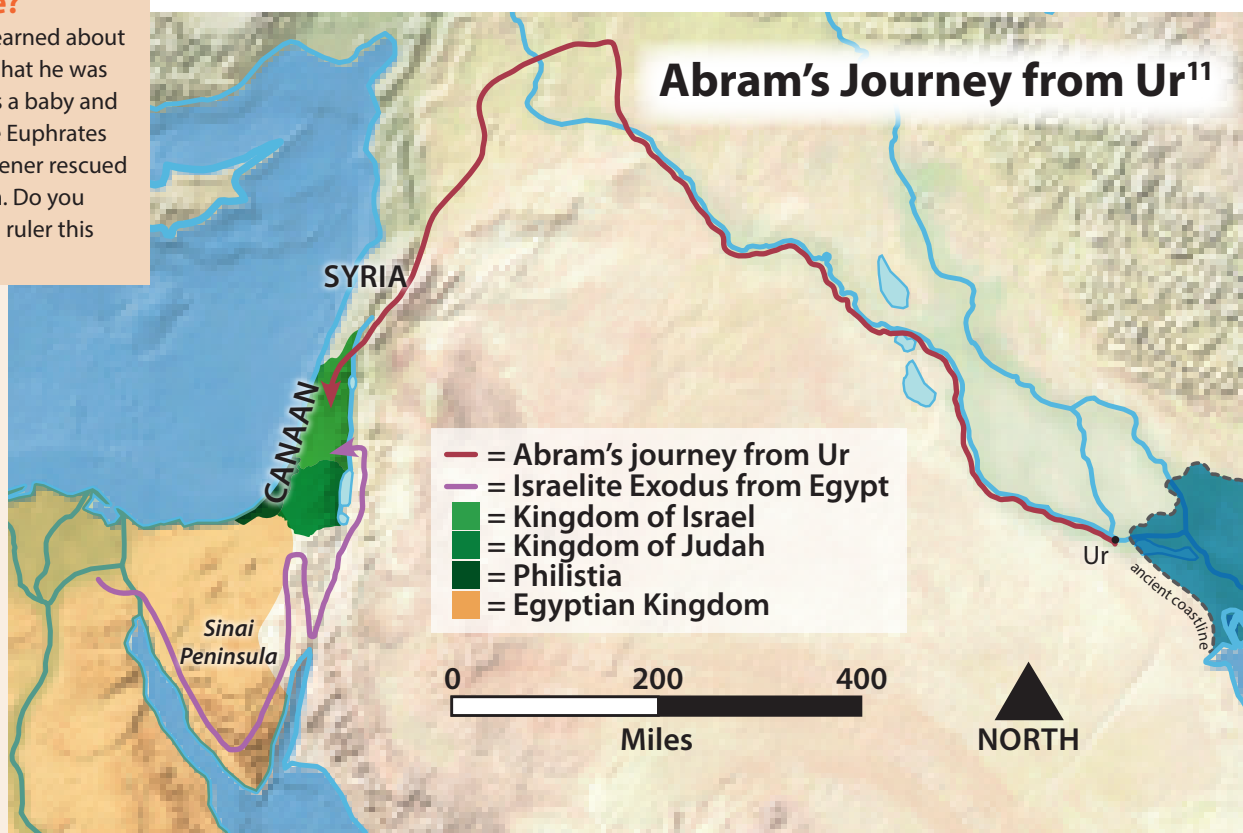 e?
earned about
hat he was
s a baby and
e Euphrates
ener rescued
n. Do you
ruler this
Abram’s Journey from Ur¹¹
SYRIA
CANAAN
= Abram’s journey from Ur
= Israelite Exodus from Egypt
= Kingdom of Israel
= Kingdom of Judah
= Philistia
= Egyptian Kingdom
Ur
ancient coastline
Sinai
Peninsula
0 200 400
Miles
NORTH